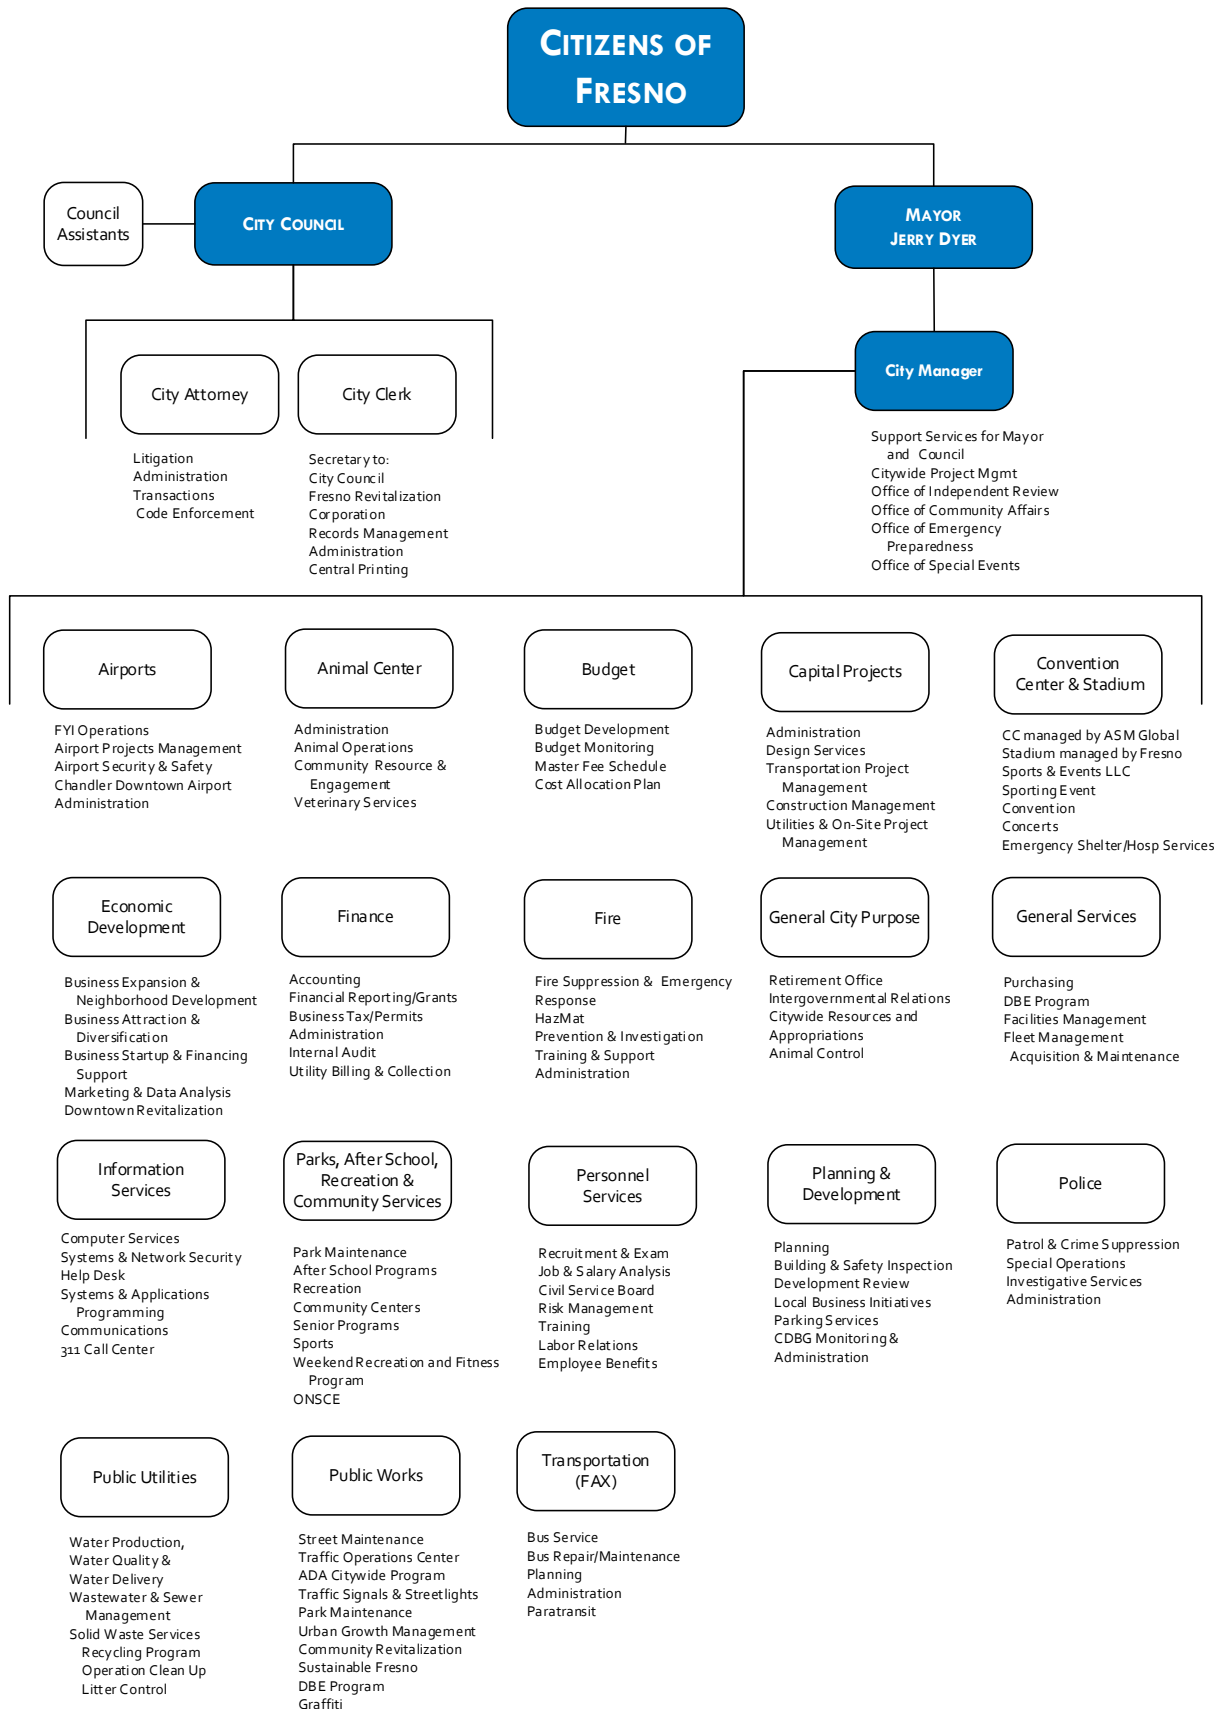 CITIZENS OF
FRESNO
Council
Assistants
CITY COUNCIL
MAYOR
JERRY DYER
City Attorney
City Clerk
City Manager
Litigation
Administration
Transactions
Code Enforcement
Secretary to:
City Council
Fresno Revitalization
Corporation
Records Management
Administration
Central Printing
Support Services for Mayor
and Council
Citywide Project Mgmt
Office of Independent Review
Office of Community Affairs
Office of Emergency
Preparedness
Office of Special Events
Airports
FYI Operations
Airport Projects Management
Airport Security & Safety
Chandler Downtown Airport
Administration
Animal Center
Administration
Animal Operations
Community Resource &
Engagement
Veterinary Services
Budget
Budget Development
Budget Monitoring
Master Fee Schedule
Cost Allocation Plan
Capital Projects
Administration
Design Services
Transportation Project
Management
Construction Management
Utilities & On-Site Project
Management
Convention
Center & Stadium
CC managed by ASM Global
Stadium managed by Fresno
Sports & Events LLC
Sporting Event
Convention
Concerts
Emergency Shelter/Hosp Services
Economic
Development
Business Expansion &
Neighborhood Development
Business Attraction &
Diversification
Business Startup & Financing
Support
Marketing & Data Analysis
Downtown Revitalization
Finance
Accounting
Financial Reporting/Grants
Business Tax/Permits
Administration
Internal Audit
Utility Billing & Collection
Fire
Fire Suppression & Emergency
Response
HazMat
Prevention & Investigation
Training & Support
Administration
General City Purpose
Retirement Office
Intergovernmental Relations
Citywide Resources and
Appropriations
Animal Control
General Services
Purchasing
DBE Program
Facilities Management
Fleet Management
Acquisition & Maintenance
Information
Services
Computer Services
Systems & Network Security
Help Desk
Systems & Applications
Programming
Communications
311 Call Center
Parks, After School,
Recreation &
Community Services
Park Maintenance
After School Programs
Recreation
Community Centers
Senior Programs
Sports
Weekend Recreation and Fitness
Program
ONSCE
Personnel
Services
Recruitment & Exam
Job & Salary Analysis
Civil Service Board
Risk Management
Training
Labor Relations
Employee Benefits
Planning &
Development
Planning
Building & Safety Inspection
Development Review
Local Business Initiatives
Parking Services
CDBG Monitoring &
Administration
Police
Patrol & Crime Suppression
Special Operations
Investigative Services
Administration
Public Utilities
Water Production,
Water Quality &
Water Delivery
Wastewater & Sewer
Management
Solid Waste Services
Recycling Program
Operation Clean Up
Litter Control
Public Works
Street Maintenance
Traffic Operations Center
ADA Citywide Program
Traffic Signals & Streetlights
Park Maintenance
Urban Growth Management
Community Revitalization
Sustainable Fresno
DBE Program
Graffiti
Transportation
(FAX)
Bus Service
Bus Repair/Maintenance
Planning
Administration
Paratransit